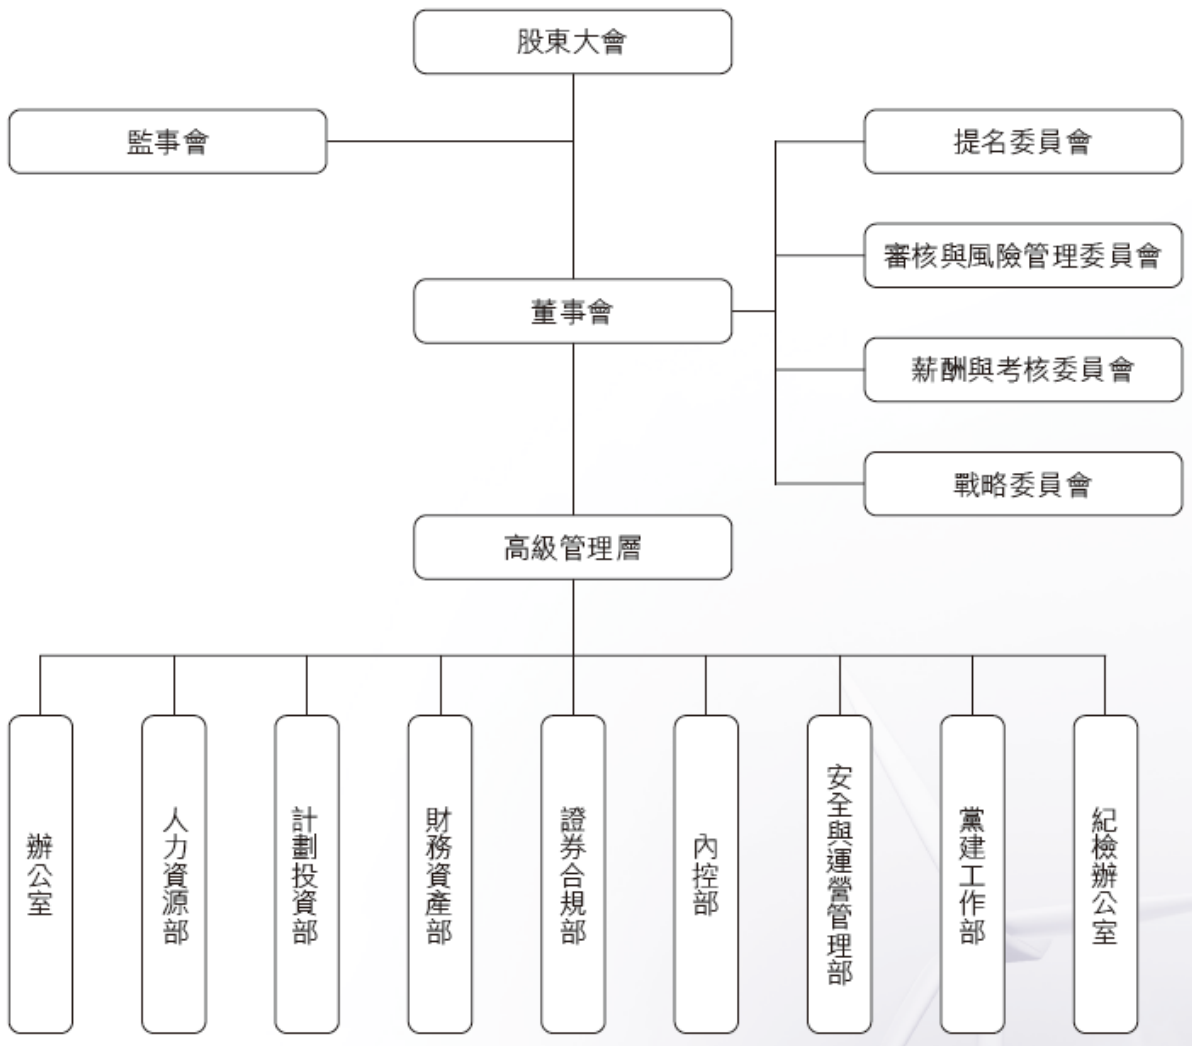 股東大會
監事會
提名委員會
審核與風險管理委員會
董事會
薪酬與考核委員會
戰略委員會
高級管理層
辦公室
人力資源部
計劃投資部
財務資產部
證券合規部
內控部
安全與運營管理部
黨建工作部
紀檢辦公室